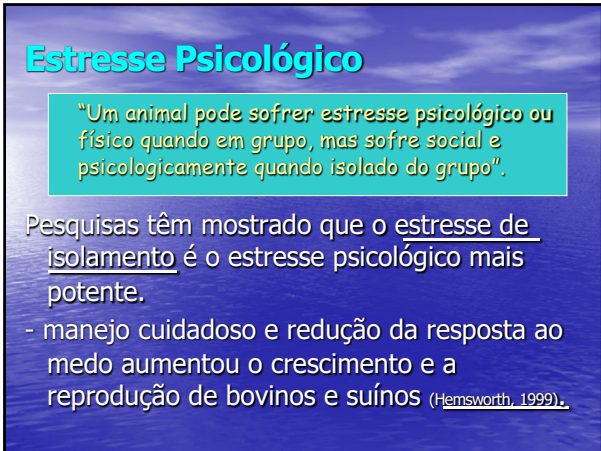 Estresse Psicológico
“Um animal pode sofrer estresse psicológico ou
físico quando em grupo, mas sofre social e
psicologicamente quando isolado do grupo”.
Pesquisas têm mostrado que o estresse de
isolamento é o estresse psicológico mais
potente.
- manejo cuidadoso e redução da resposta ao
medo aumentou o crescimento e a
reprodução de bovinos e suínos (Hemsworth, 1999).